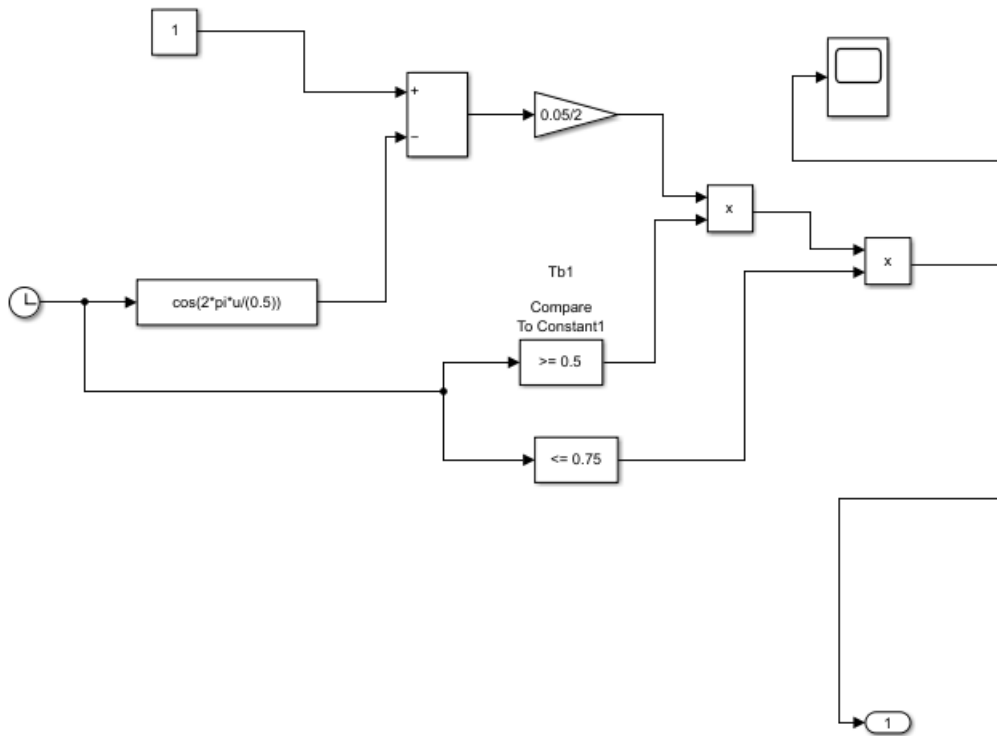 1
+
−
0.05/2
x
x
cos(2*pi*u/(0.5))
Tb1
Compare
To Constant1
>= 0.5
<= 0.75
1